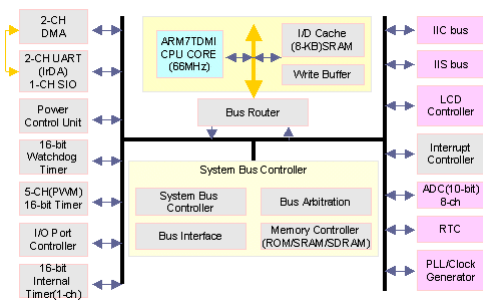 2-CH
DMA
2-CH UART
(IrDA)
1-CH SIO
Power
Control Unit
16-bit
Watchdog
Timer
5-CH(PWM)
16-bit Timer
I/O Port
Controller
16-bit
Internal
Timer(1-ch)
ARM7TDMI
CPU CORE
(66MHz)
I/D Cache
(8-KB)SRAM
Write Buffer
Bus Router
System Bus Controller
System Bus
Controller
Bus Arbitration
Bus Interface
Memory Controller
(ROM/SRAM/SDRAM)
IIC bus
IIS bus
LCD
Controller
Interrupt
Controller
ADC(10-bit)
8-ch
RTC
PLL/Clock
Generator